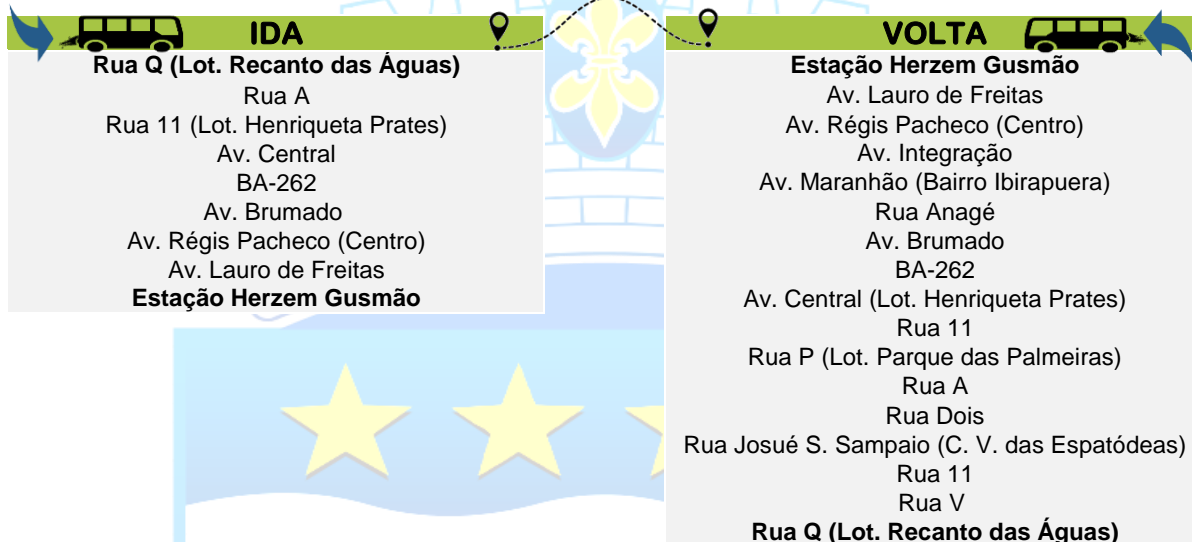 IDA
Rua Q (Lot. Recanto das Águas)
Rua A
Rua 11 (Lot. Henriqueta Prates)
Av. Central
BA-262
Av. Brumado
Av. Régis Pacheco (Centro)
Av. Lauro de Freitas
Estação Herzem Gusmão
VOLTA
Estação Herzem Gusmão
Av. Lauro de Freitas
Av. Régis Pacheco (Centro)
Av. Integração
Av. Maranhão (Bairro Ibirapuera)
Rua Anagé
Av. Brumado
BA-262
Av. Central (Lot. Henriqueta Prates)
Rua 11
Rua P (Lot. Parque das Palmeiras)
Rua A
Rua Dois
Rua Josué S. Sampaio (C. V. das Espatódeas)
Rua 11
Rua V
Rua Q (Lot. Recanto das Águas)